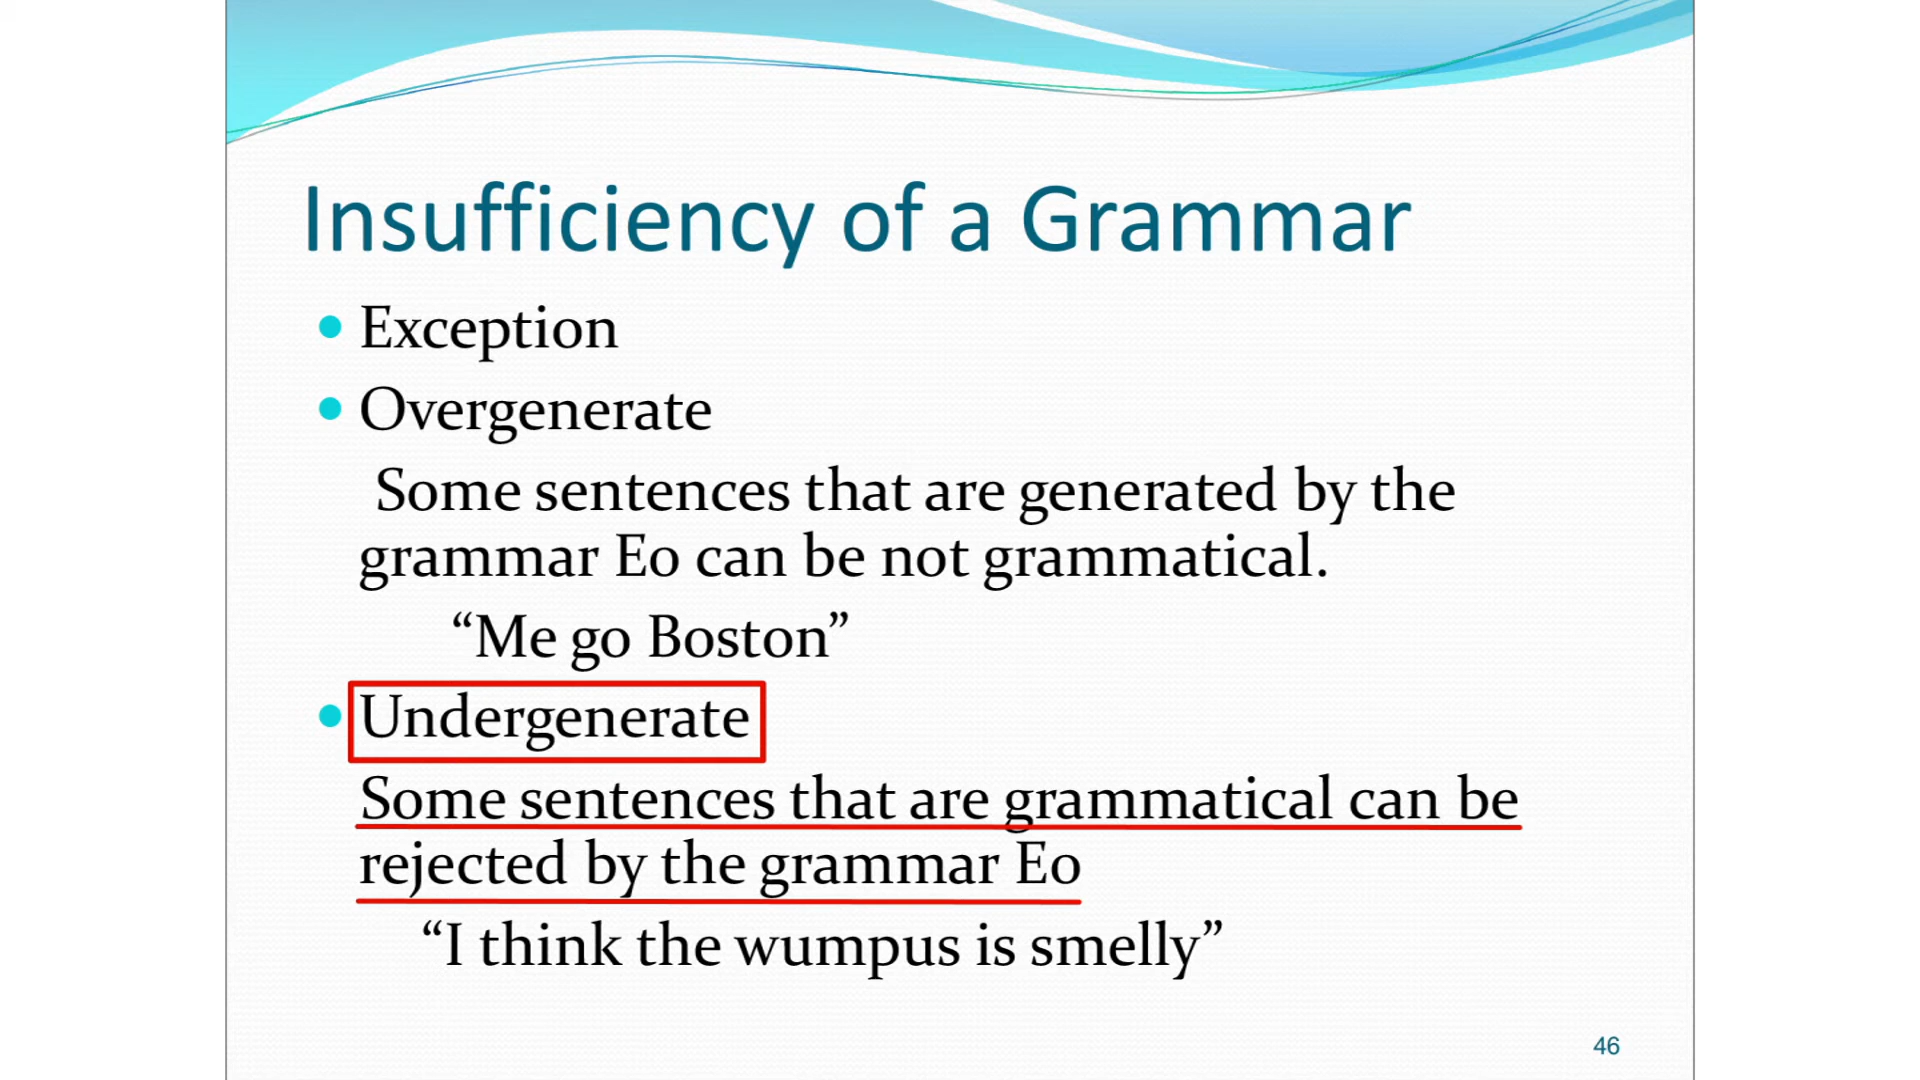 Insufficiency of a Grammar
Exception
Overgenerate
Some sentences that are generated by the
grammar Eo can be not grammatical.
“Me go Boston”
Undergenerate
Some sentences that are grammatical can be
rejected by the grammar Eo
“I think the wumpus is smelly”
46